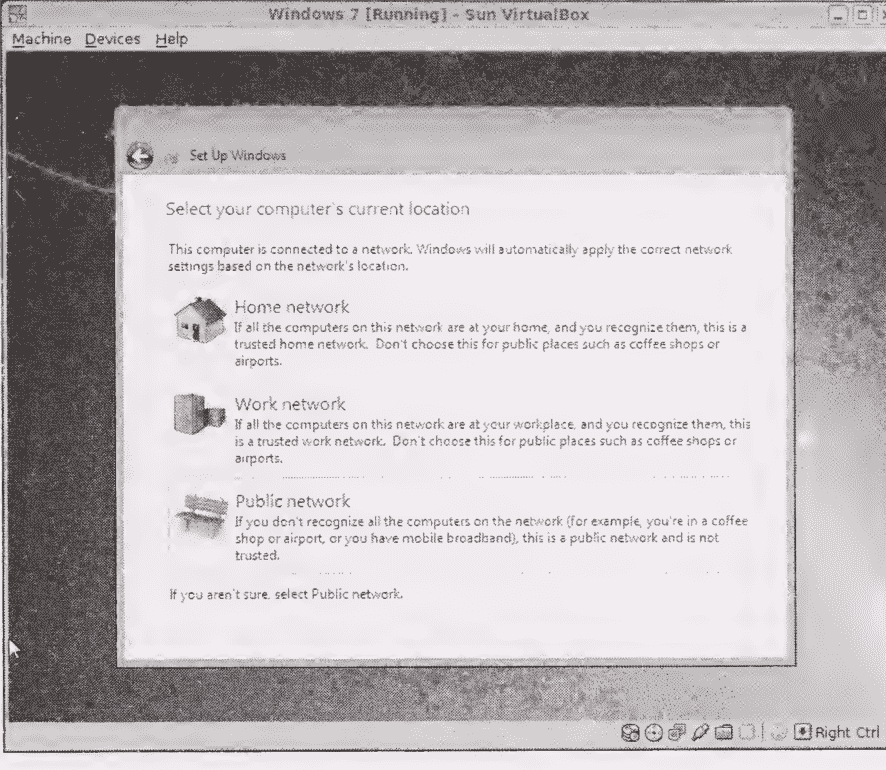 Windows 7 [Running] - Sun VirtualBox
Machine Devices Help
Set Up Windows
Select your computer's current location
This computer is connected to a network. Windows will automatically apply the correct network
settings based on the network's location.
Home network
If all the computers on this network are at your home, and you recognize them, this is a
trusted home network. Don't choose this for public places such as coffee shops or
airports.
Work network
If all the computers on this network are at your workplace, and you recognize them, this
is a trusted work network. Don't choose this for public places such as coffee shops or
airports.
Public network
If you don't recognize all the computers on the network (for example, you're in a coffee
shop or airport, or you have mobile broadband), this is a public network and is not
trusted.
If you aren't sure, select Public network.
Right Ctrl